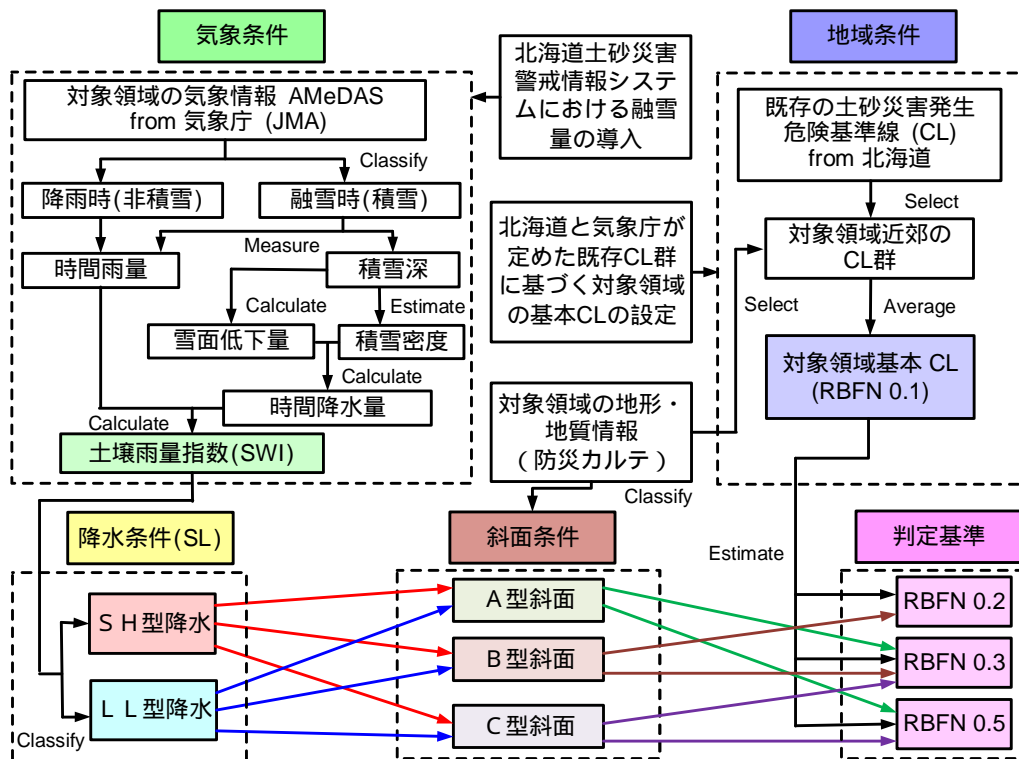 気象条件
対象領域の気象情報 AMeDAS
from 気象庁 (JMA)
Classify
降雨時(非積雪)
融雪時(積雪)
Measure
時間雨量
積雪深
Calculate
Estimate
雪面低下量
積雪密度
Calculate
時間降水量
Calculate
土壌雨量指数(SWI)
北海道土砂災害
警戒情報システ
ムにおける融雪
量の導入
北海道と気象庁が
定めた既存CL群
に基づく対象領域
の基本CLの設定
対象領域の地形・
地質情報
(防災カルテ)
Classify
地域条件
既存の土砂災害発生
危険基準線 (CL)
from 北海道
Select
対象領域近郊の
CL群
Select
Average
対象領域基本 CL
(RBFN 0.1)
Estimate
降水条件(SL)
ＳＨ型降水
ＬＬ型降水
Classify
斜面条件
Ａ型斜面
Ｂ型斜面
Ｃ型斜面
判定基準
RBFN 0.2
RBFN 0.3
RBFN 0.5